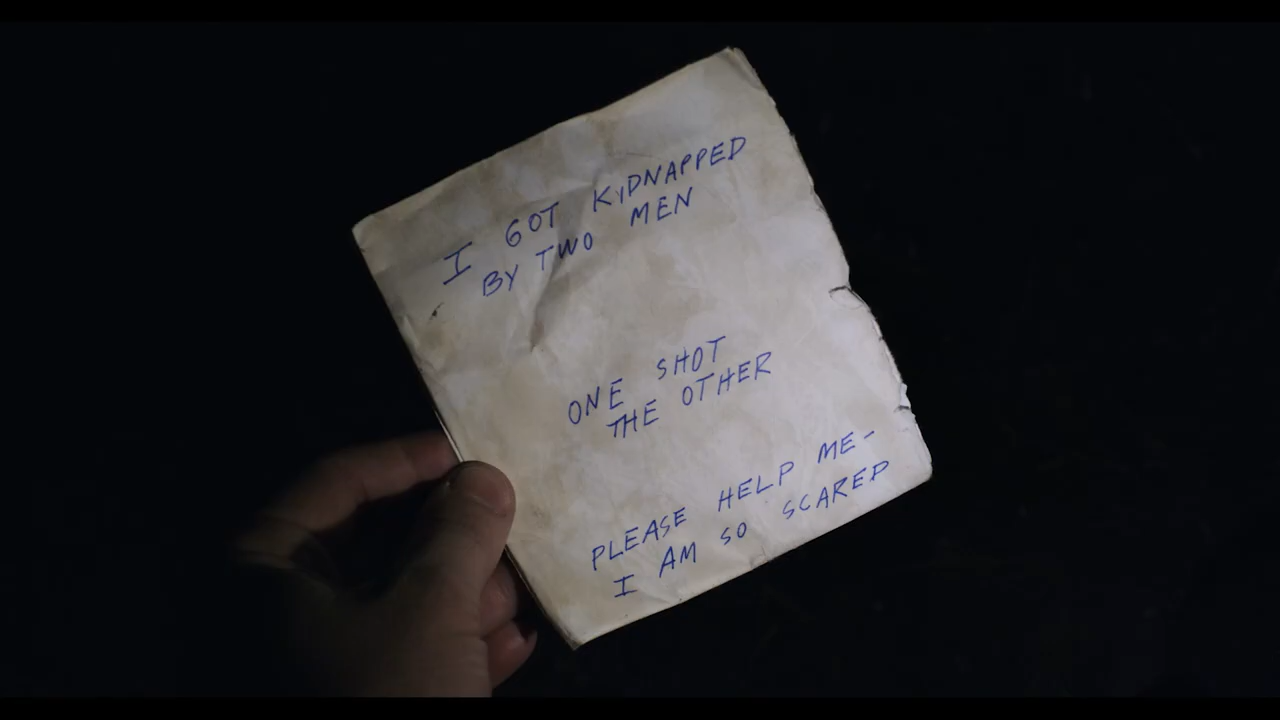 I GOT KIDNAPPED
BY TWO MEN
ONE SHOT
THE OTHER
PLEASE HELP ME-
I AM SO SCARED